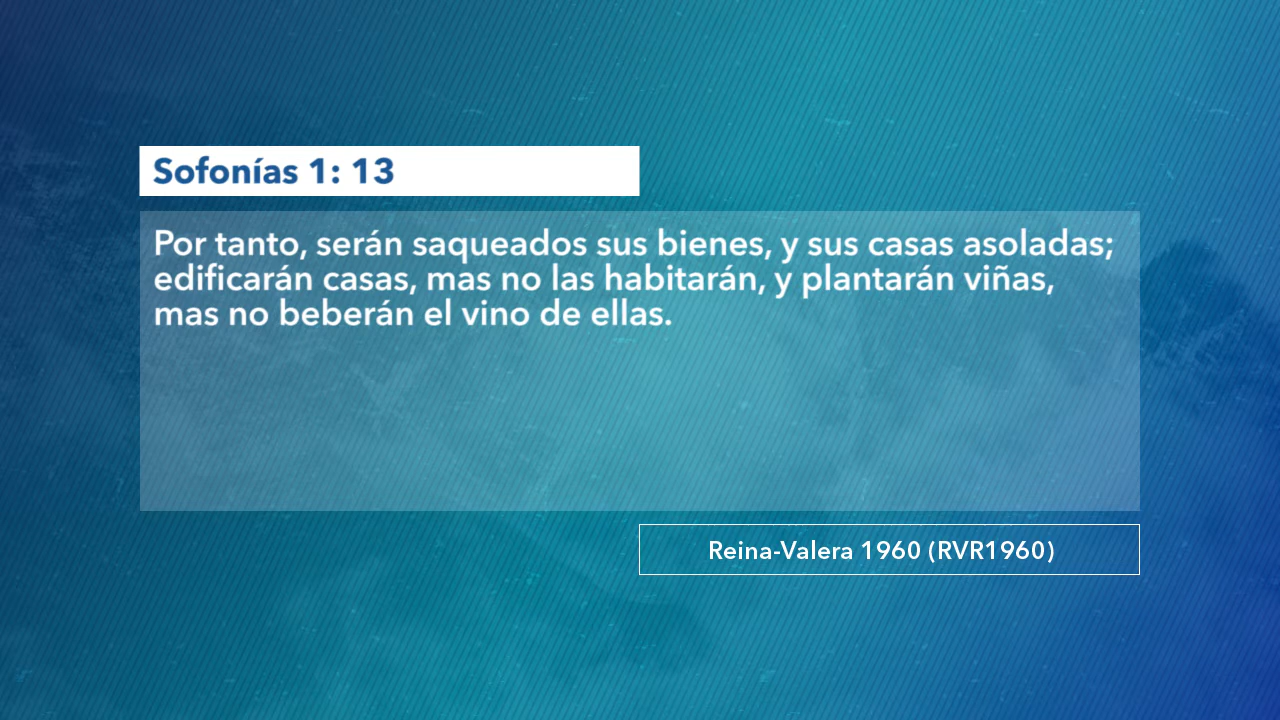 Sofonías 1: 13
Por tanto, serán saqueados sus bienes, y sus casas asoladas;
edificarán casas, mas no las habitarán, y plantarán viñas,
mas no beberán el vino de ellas.
Reina-Valera 1960 (RVR1960)